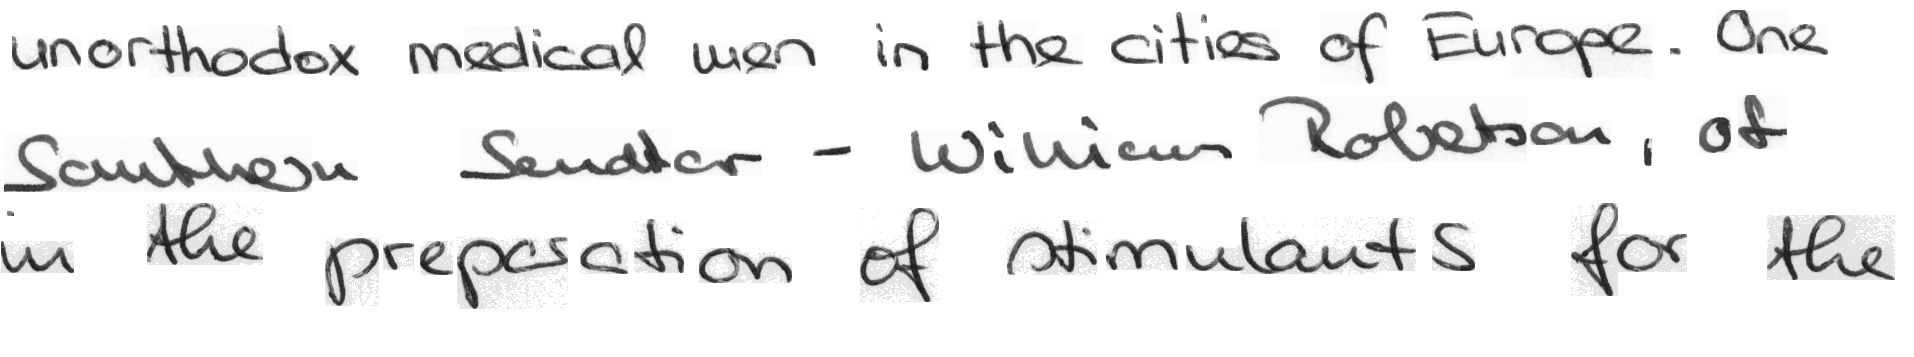 unorthodox medical men in the cities of Europe. One
Southern Senator - William Robertson, of
in the preparation of stimulants for the